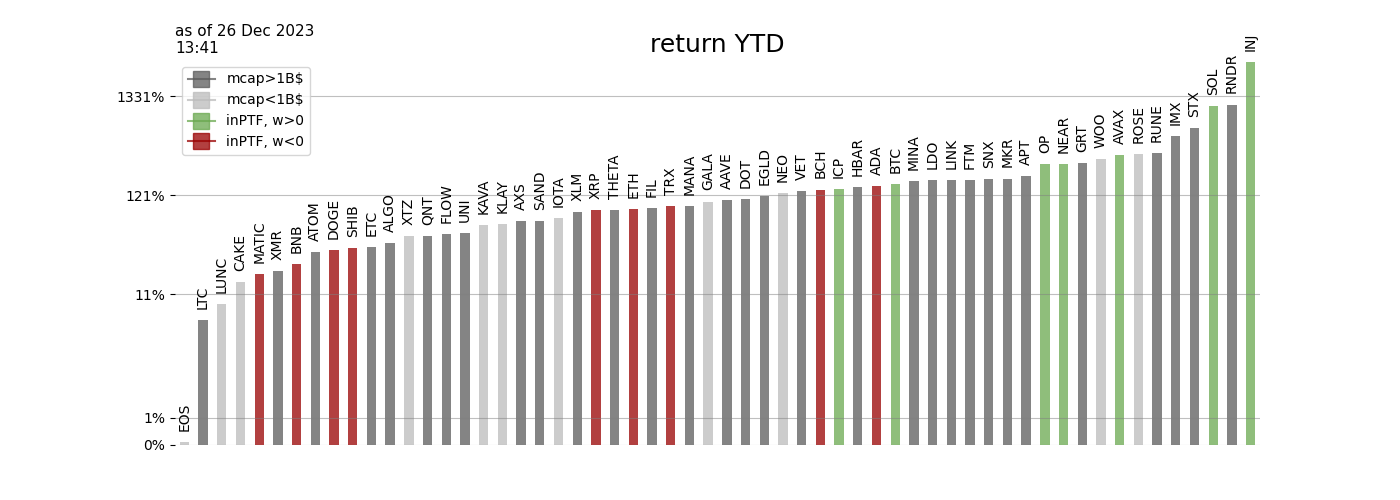 as of 26 Dec 2023
13:41
return YTD
mcap>1B$
mcap<1B$
inPTF, w>0
inPTF, w<0
1331%
121%
11%
1%
0%
EOS
LTC
LUNC
CAKE
MATIC
XMR
BNB
ATOM
DOGE
SHIB
ETC
ALGO
XTZ
QNT
FLOW
UNI
KAVA
KLAY
AXS
SAND
IOTA
XLM
XRP
THETA
ETH
FIL
TRX
MANA
GALA
AAVE
DOT
EGLD
NEO
VET
BCH
ICP
HBAR
ADA
BTC
MINA
LDO
LINK
FTM
SNX
MKR
APT
OP
NEAR
GRT
WOO
AVAX
ROSE
RUNE
IMX
STX
SOL
RNDR
INJ